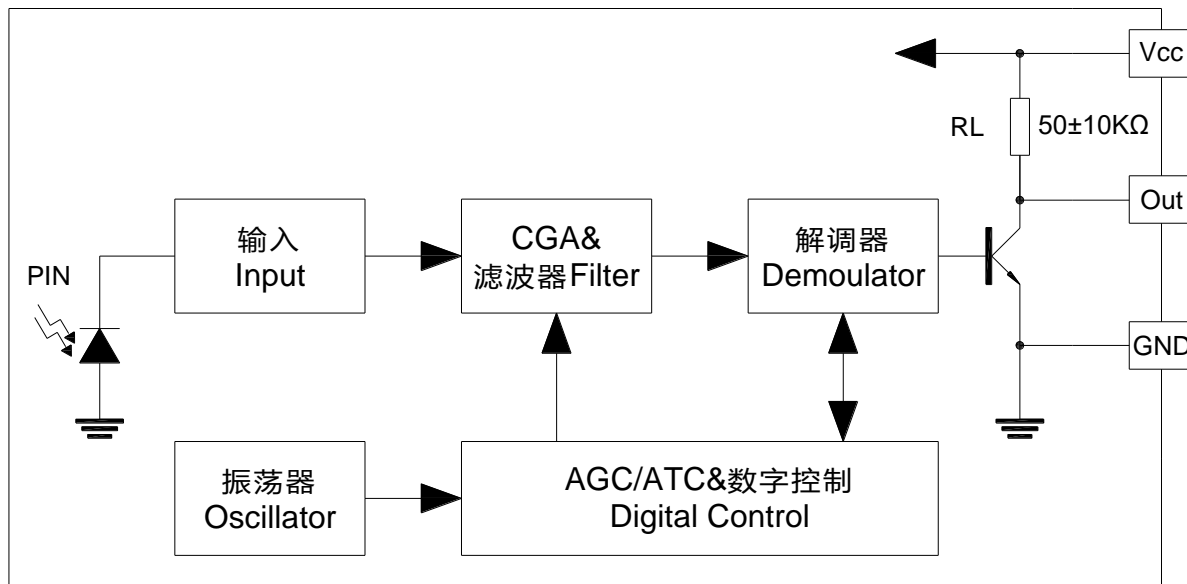 Vcc
RL
50±10KΩ
Out
输入
Input
CGA&
滤波器Filter
解调器
Demoulator
PIN
GND
振荡器
Oscillator
AGC/ATC&数字控制
Digital Control